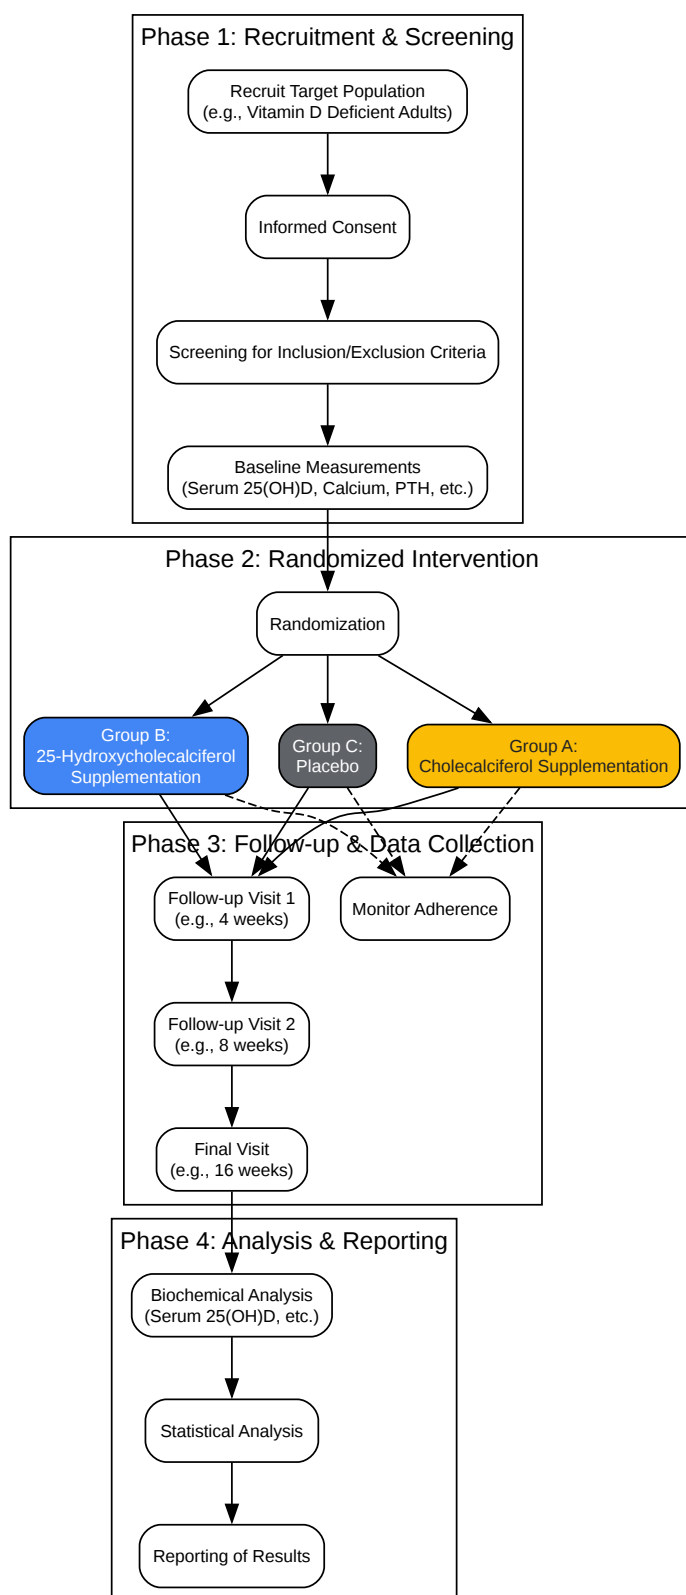 Phase 1: Recruitment & Screening
Recruit Target Population
(e.g., Vitamin D Deficient Adults)
Informed Consent
Screening for Inclusion/Exclusion Criteria
Baseline Measurements
(Serum 25(OH)D, Calcium, PTH, etc.)
Phase 2: Randomized Intervention
Randomization
Group B:
25-Hydroxycholecalciferol
Supplementation
Group C:
Placebo
Group A:
Cholecalciferol Supplementation
Phase 3: Follow-up & Data Collection
Follow-up Visit 1
(e.g., 4 weeks)
Monitor Adherence
Follow-up Visit 2
(e.g., 8 weeks)
Final Visit
(e.g., 16 weeks)
Phase 4: Analysis & Reporting
Biochemical Analysis
(Serum 25(OH)D, etc.)
Statistical Analysis
Reporting of Results